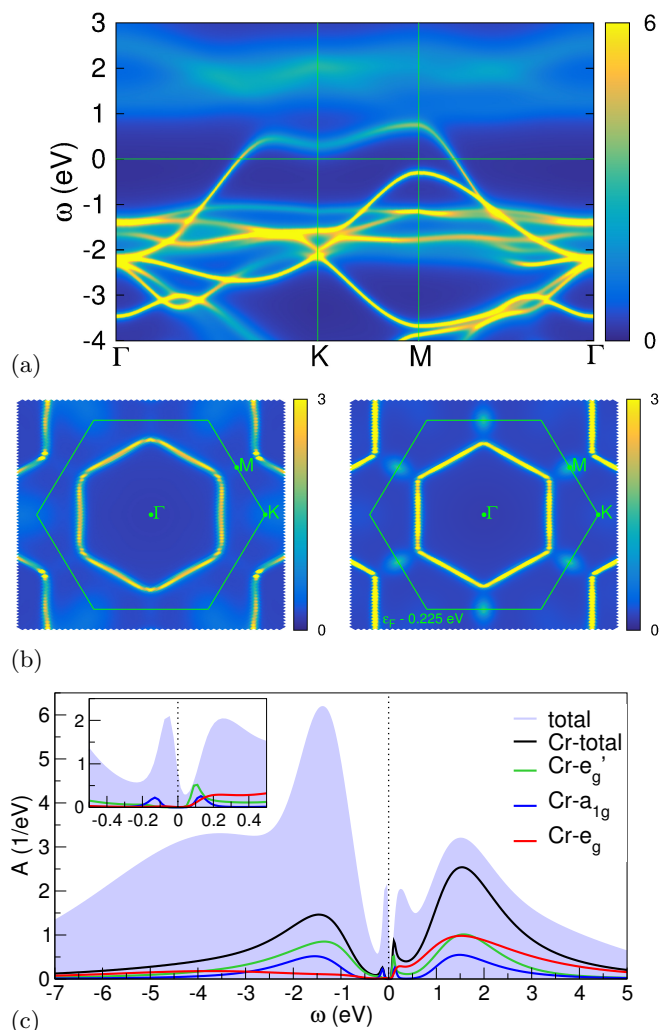 3
2
1
0
-1
-2
-3
-4
ω (eV)
Γ K M Γ
6
0
(a)
M
Γ
K
3
0
M
Γ
K
ε_F - 0.225 eV
3
0
(b)
A (1/eV)
6
5
4
3
2
1
0
2
1
0
-0.4 -0.2 0 0.2 0.4
total
Cr-total
Cr-e_g'
Cr-a_1g
Cr-e_g
-7 -6 -5 -4 -3 -2 -1 0 1 2 3 4 5
ω (eV)
(c)